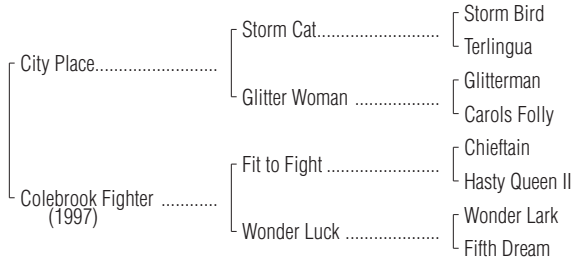 Storm Bird
Storm Cat..............................
Terlingua
City Place..............................
Glitterman
Glitter Woman .....................
Carols Folly
Chieftain
Fit to Fight ............................
Hasty Queen II
Colebrook Fighter ............
(1997)
Wonder Lark
Wonder Luck .......................
Fifth Dream